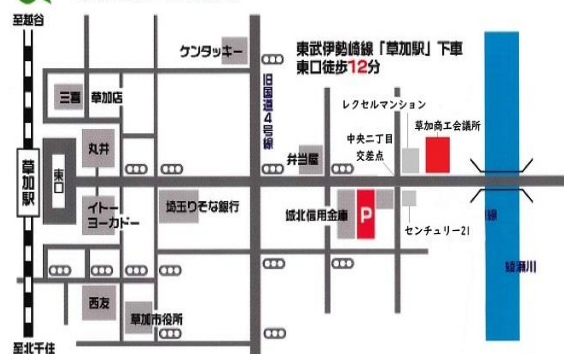 至越谷
ケンタッキー
東武伊勢崎線「草加駅」下車
東口徒歩12分
旧国道4号線
三喜 草加店
レクセルマンション
草加商工会議所
丸井
弁当屋
中央二丁目
交差点
草加駅
東口
イトー
ヨーカドー
埼玉りそな銀行
城北信用金庫
P
センチュリー21
綾瀬川
西友
草加市役所
至北千住